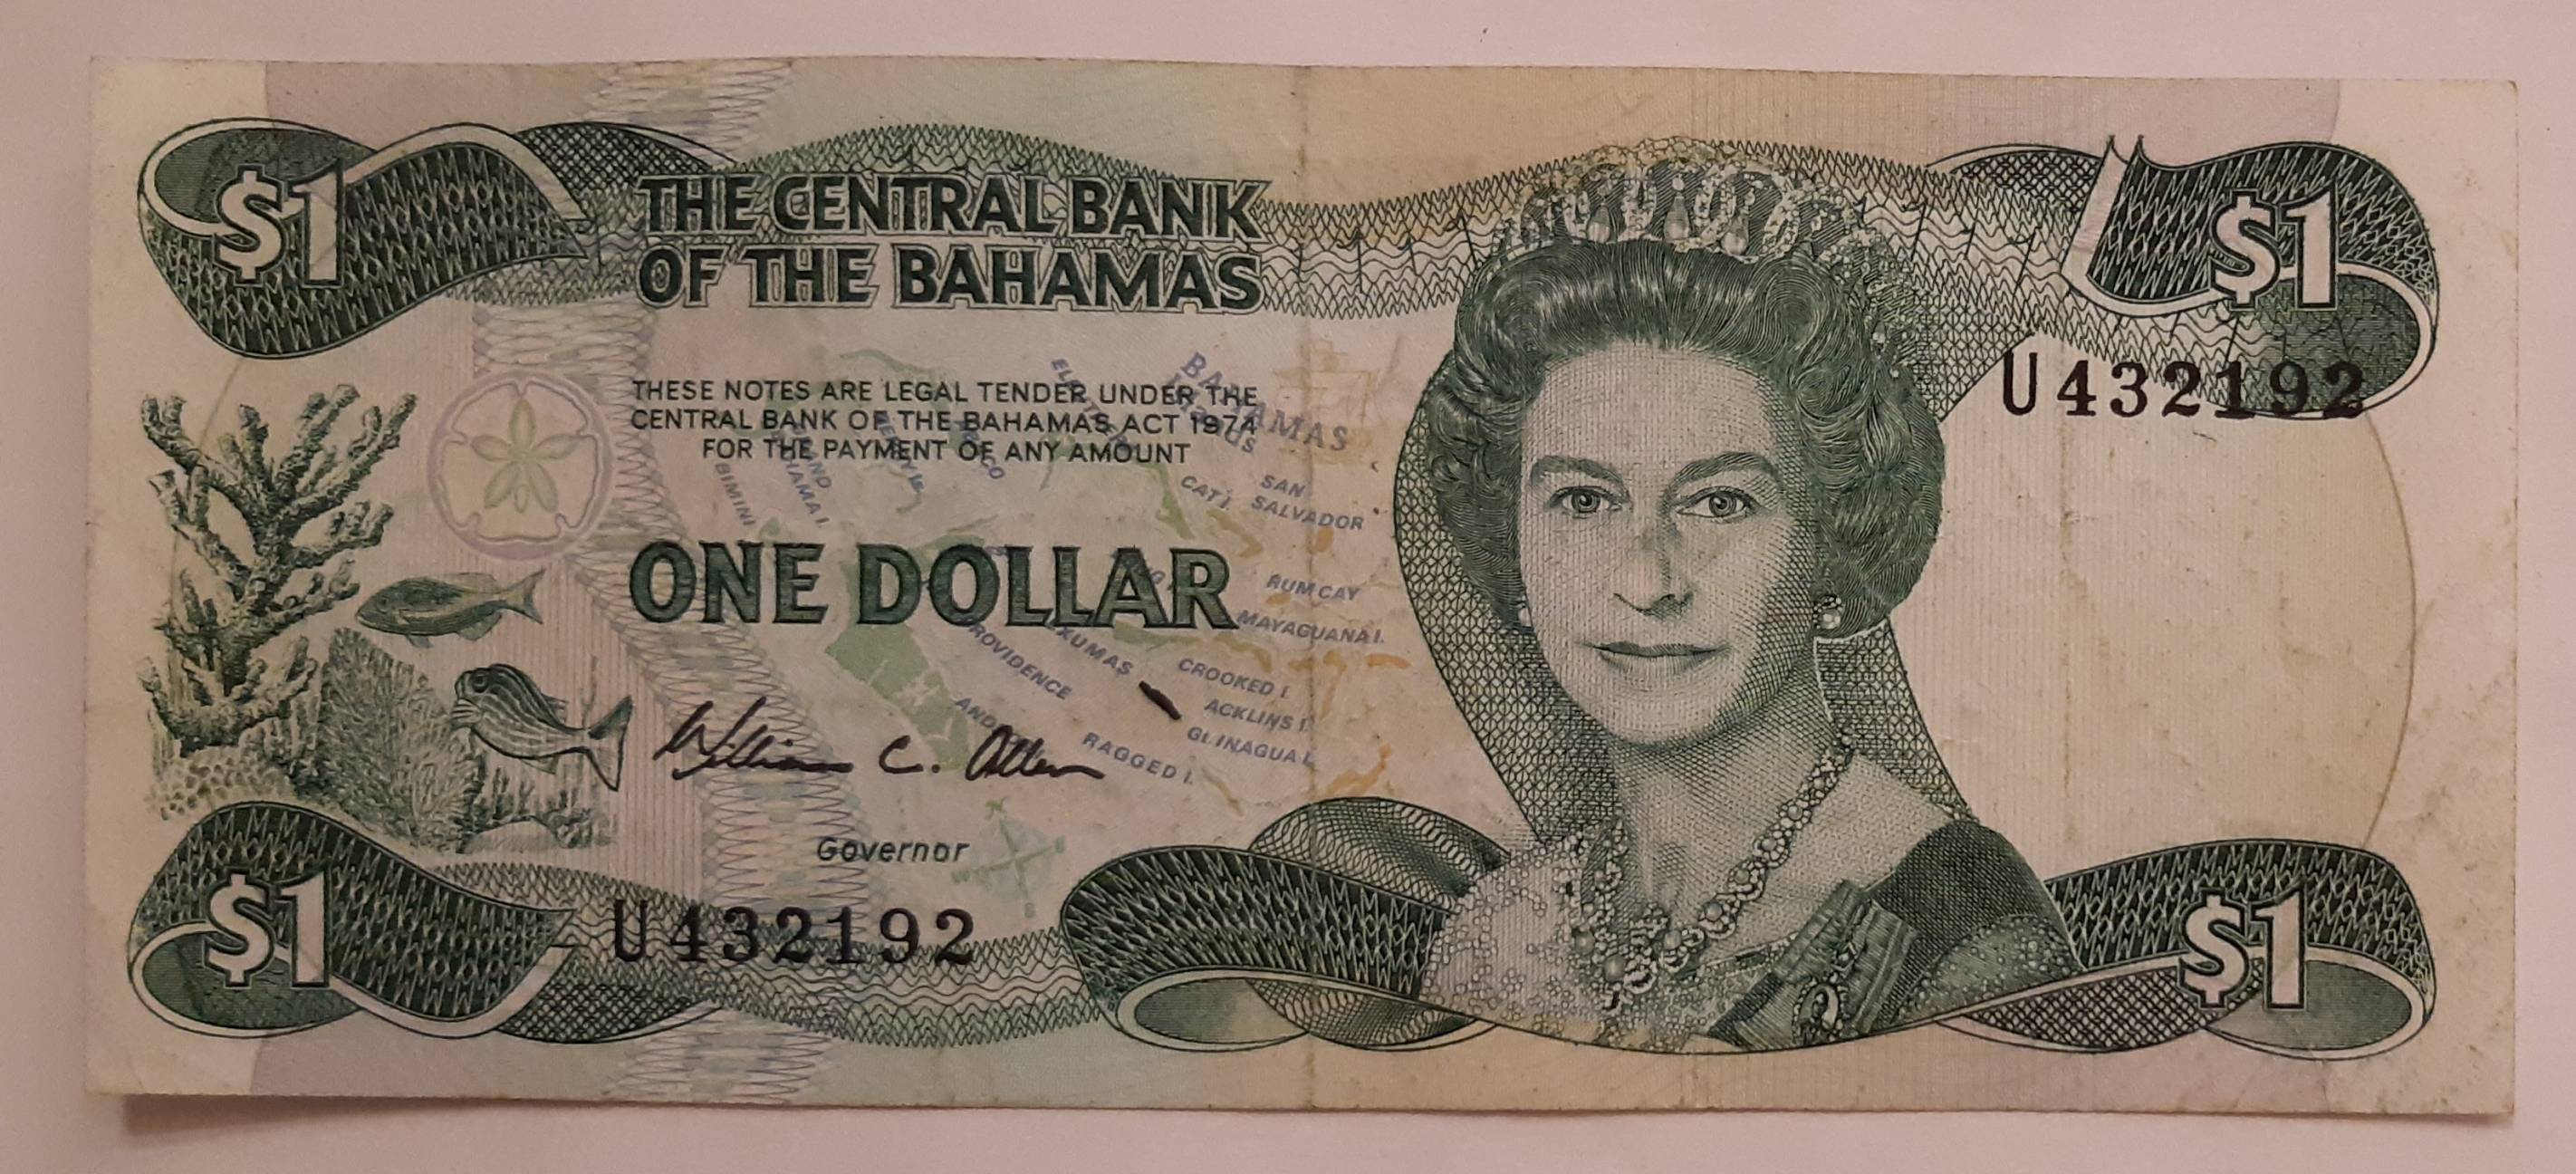 $1
$1
THE CENTRAL BANK
OF THE BAHAMAS
U432192
THESE NOTES ARE LEGAL TENDER UNDER THE
CENTRAL BANK OF THE BAHAMAS ACT 1974
FOR THE PAYMENT OF ANY AMOUNT
BAHAMAS
BIMINI
CAT I.
SAN
SALVADOR
ONE DOLLAR
RUM CAY
MAYAGUANA I.
EXUMAS
CROOKED I.
ACKLINS I.
GT. INAGUA I.
RAGGED I.
PROVIDENCE
William C. Allen
Governor
U432192
$1
$1